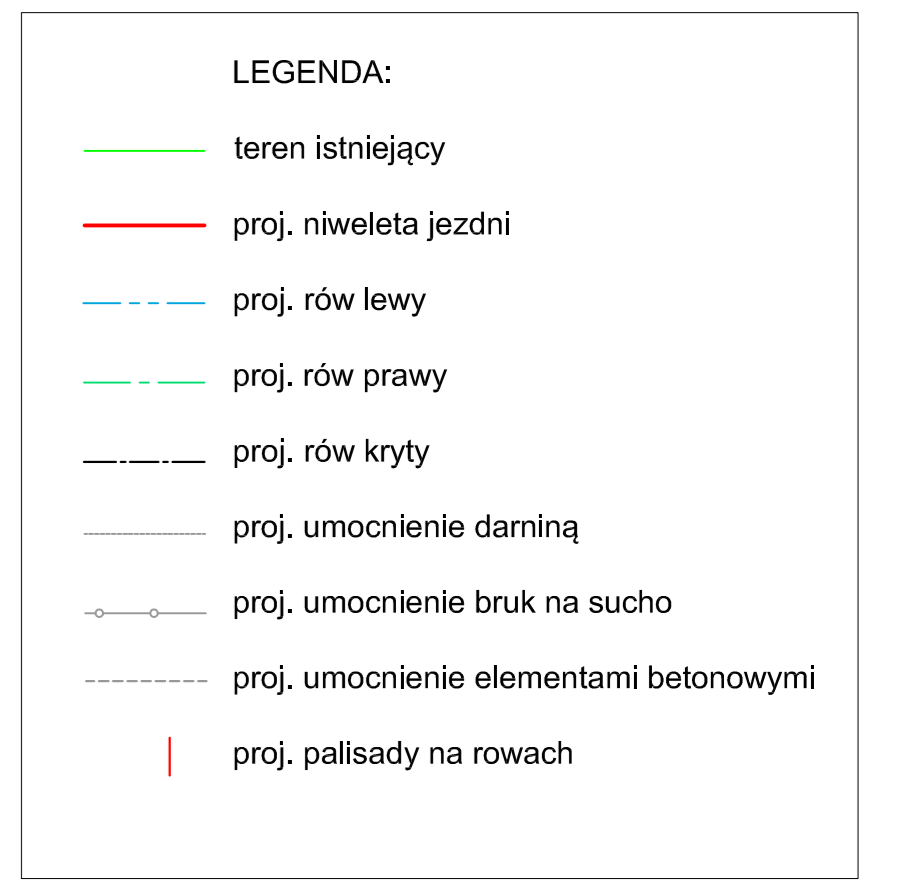 LEGENDA:
teren istniejący
proj. niweleta jezdni
proj. rów lewy
proj. rów prawy
proj. rów kryty
proj. umocnienie darniną
proj. umocnienie bruk na sucho
proj. umocnienie elementami betonowymi
proj. palisady na rowach